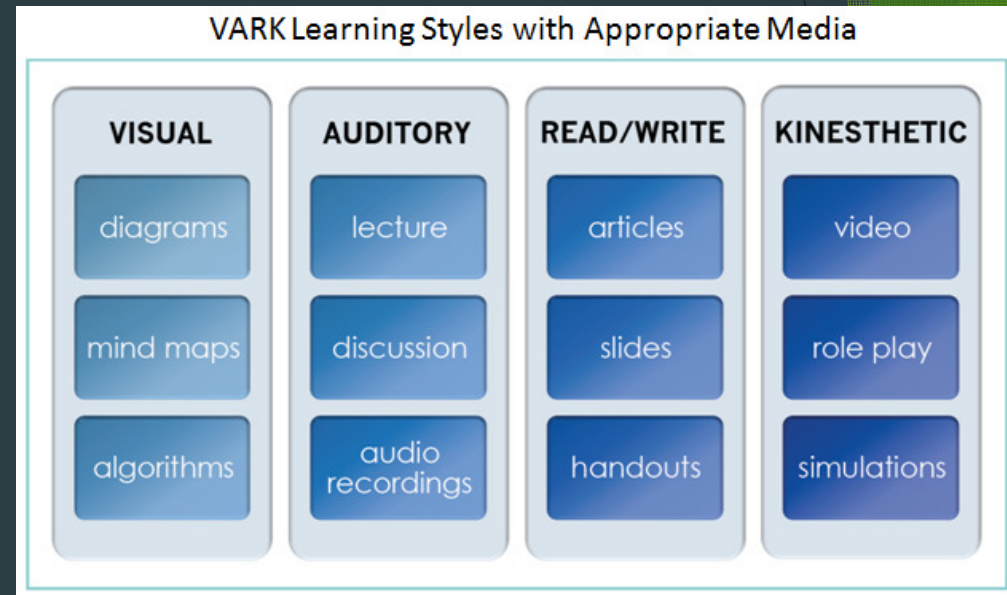 VARK Learning Styles with Appropriate Media
VISUAL
diagrams
mind maps
algorithms
AUDITORY
lecture
discussion
audio
recordings
READ/WRITE
articles
slides
handouts
KINESTHETIC
video
role play
simulations